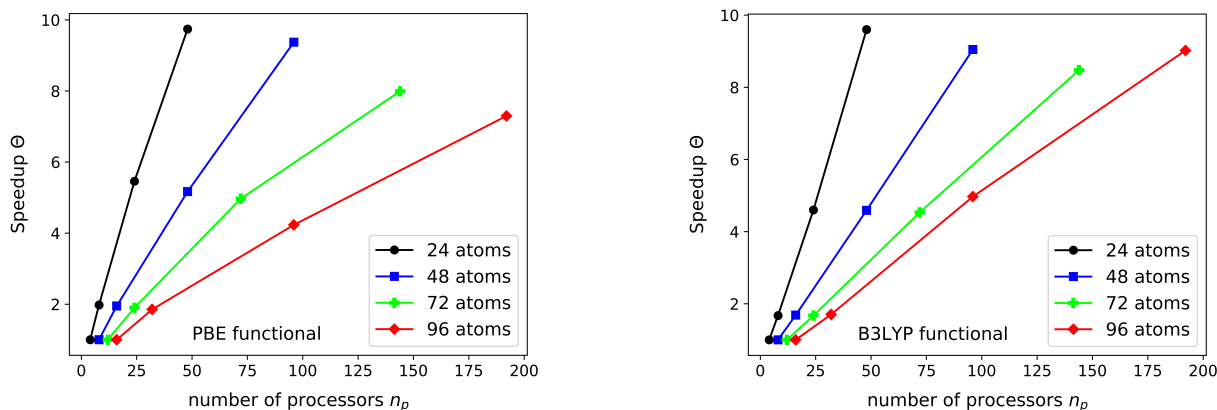 10
8
6
4
2
Speedup Θ
24 atoms
48 atoms
72 atoms
96 atoms
PBE functional
0 25 50 75 100 125 150 175 200
number of processors nₚ
10
8
6
4
2
Speedup Θ
24 atoms
48 atoms
72 atoms
96 atoms
B3LYP functional
0 25 50 75 100 125 150 175 200
number of processors nₚ